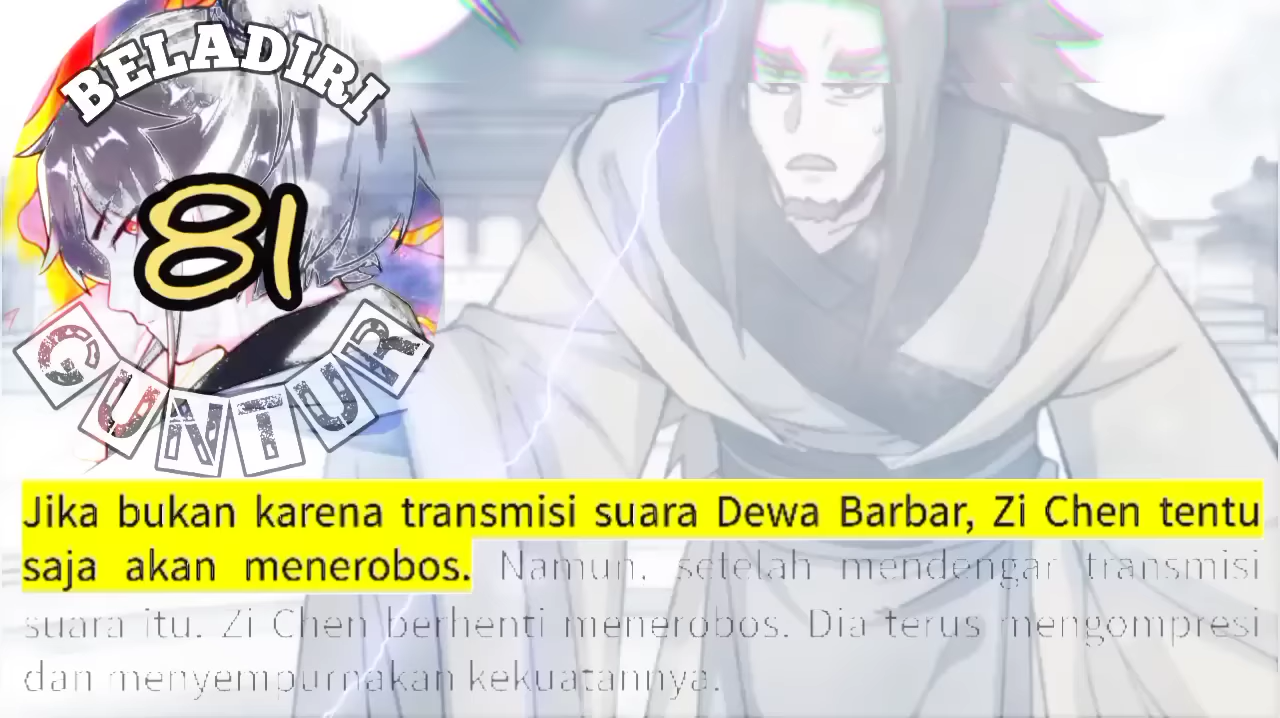 BELADIRI
81
GUNTUR
Jika bukan karena transmisi suara Dewa Barbar, Zi Chen tentu
saja akan menerobos. Namun, setelah mendengar transmisi
suara itu. Zi Chen berhenti menerobos. Dia terus mengompresi
dan menyempurnakan kekuatannya.